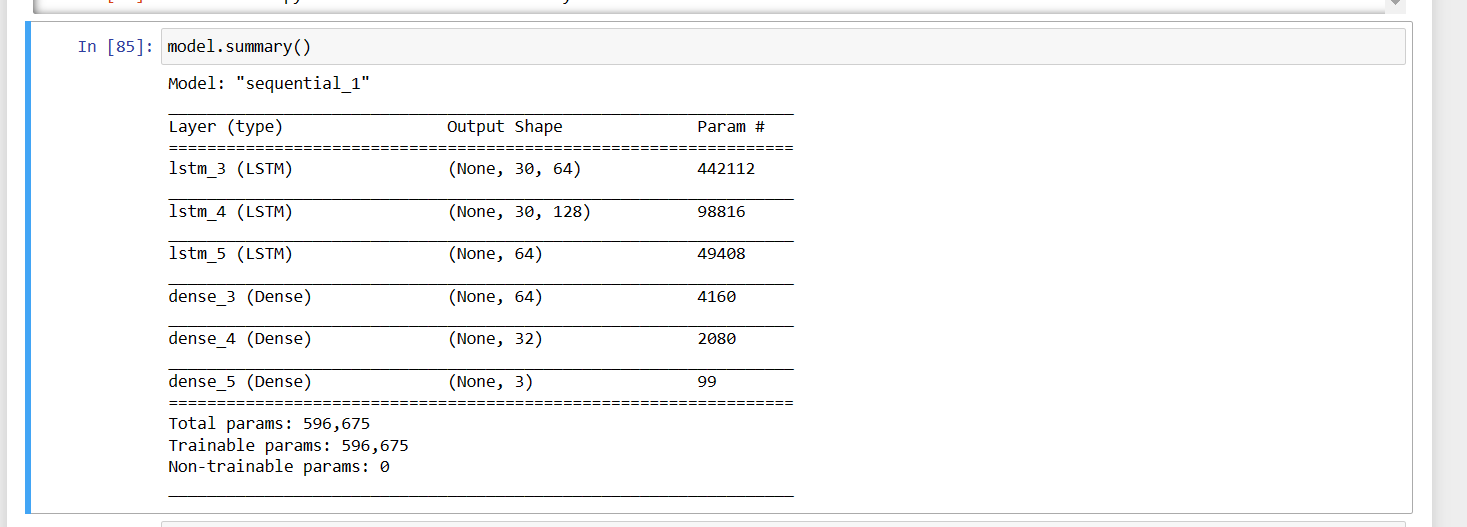 In [85]: model.summary()
Model: "sequential_1"
Layer (type) Output Shape Param #
=================================================================
lstm_3 (LSTM) (None, 30, 64) 442112
lstm_4 (LSTM) (None, 30, 128) 98816
lstm_5 (LSTM) (None, 64) 49408
dense_3 (Dense) (None, 64) 4160
dense_4 (Dense) (None, 32) 2080
dense_5 (Dense) (None, 3) 99
=================================================================
Total params: 596,675
Trainable params: 596,675
Non-trainable params: 0